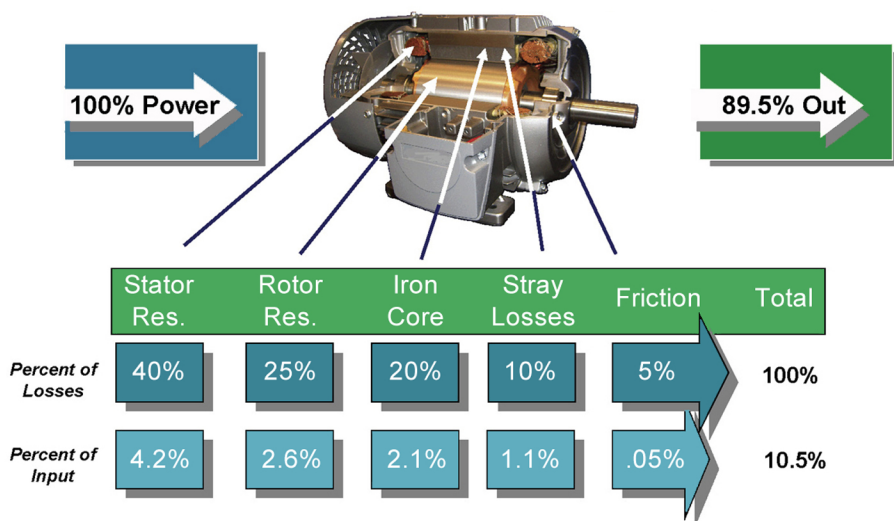 100% Power
89.5% Out
Stator Res.
Rotor Res.
Iron Core
Stray Losses
Friction
Total
Percent of Losses
40%
25%
20%
10%
5%
100%
Percent of Input
4.2%
2.6%
2.1%
1.1%
.05%
10.5%